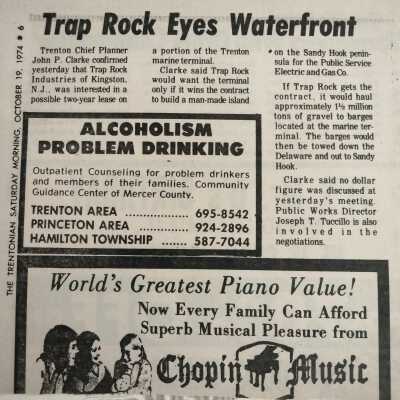 Trap Rock Eyes Waterfront
Trenton Chief Planner
John P. Clarke confirmed
yesterday that Trap Rock
Industries of Kingston,
N.J., was interested in a
possible two-year lease on
a portion of the Trenton
marine terminal.
Clarke said Trap Rock
would want the terminal
only if it wins the contract
to build a man-made island
on the Sandy Hook penin-
sula for the Public Service
Electric and Gas Co.
If Trap Rock gets the
contract, it would haul
approximately 1½ million
tons of gravel to barges
located at the marine ter-
minal. The barges would
then be towed down the
Delaware and out to Sandy
Hook.
Clarke said no dollar
figure was discussed at
yesterday's meeting.
Public Works Director
Joseph T. Tuccillo is also
involved in the
negotiations.
ALCOHOLISM
PROBLEM DRINKING
Outpatient Counseling for problem drinkers
and members of their families. Community
Guidance Center of Mercer County.
TRENTON AREA ............... 695-8542
PRINCETON AREA ............ 924-2896
HAMILTON TOWNSHIP ...... 587-7044
World's Greatest Piano Value!
Now Every Family Can Afford
Superb Musical Pleasure from
Chopin Music
THE TRENTONIAN SATURDAY MORNING, OCTOBER 19, 1974 * 6